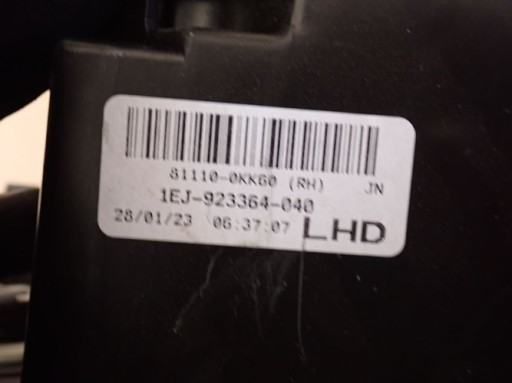 81110-0KK60 (RH) JN
1EJ-923364-040
28/01/23 06:37:07 LHD